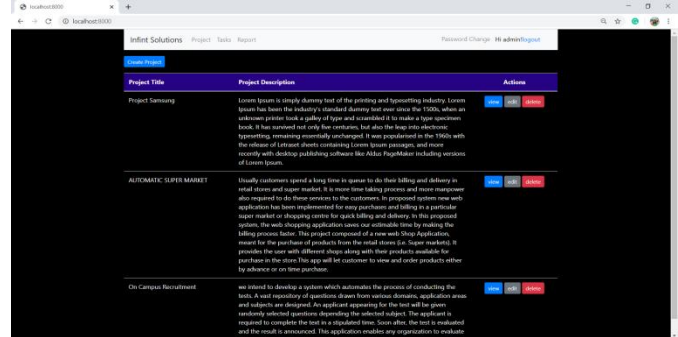 localhost:8000
localhost:8000
Infint Solutions Project Tasks Report Password Change Hi adminlogout
Create Project
Project Title Project Description Actions
Project Samsung Lorem Ipsum is simply dummy text of the printing and typesetting industry. Lorem view edit delete
Ipsum has been the industry's standard dummy text ever since the 1500s, when an
unknown printer took a galley of type and scrambled it to make a type specimen
book. It has survived not only five centuries, but also the leap into electronic
typesetting, remaining essentially unchanged. It was popularised in the 1960s with
the release of Letraset sheets containing Lorem Ipsum passages, and more
recently with desktop publishing software like Aldus PageMaker including versions
of Lorem Ipsum.
AUTOMATIC SUPER MARKET Usually customers spend a long time in queue to do their billing and delivery in view edit delete
retail stores and super market. It is more time taking process and more manpower
also required to do these services to the customers. In proposed system new web
application has been implemented for easy purchases and billing in a particular
super market or shopping centre for quick billing and delivery. In this proposed
system, the web shopping application saves our estimable time by making the
billing process faster. This project composed of a new web Shop Application,
meant for the purchase of products from the retail stores (i.e. Super markets). It
provides the user with different shops along with their products available for
purchase in the store.This app will let customer to view and order products either
by advance or on time purchase.
On Campus Recruitment we intend to develop a system which automates the process of conducting the view edit delete
tests. A vast repository of questions drawn from various domains, application areas
and subjects are designed. An applicant appearing for the test will be given
randomly selected questions depending the selected subject. The applicant is
required to complete the test in a stipulated time. Soon after, the test is evaluated
and the result is announced. This application enables any organization to evaluate